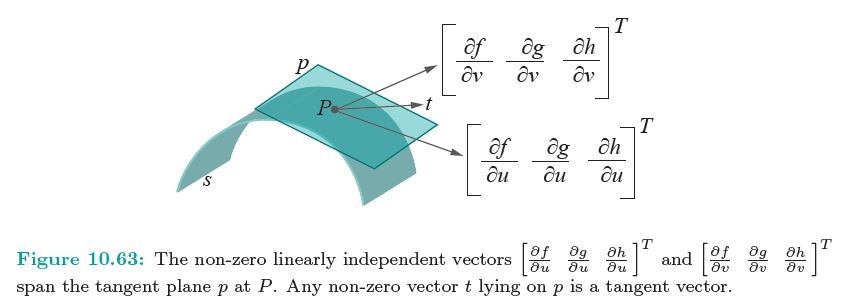 p
P
t
s
[∂f/∂v ∂g/∂v ∂h/∂v]^T
[∂f/∂u ∂g/∂u ∂h/∂u]^T
Figure 10.63: The non-zero linearly independent vectors [∂f/∂u ∂g/∂u ∂h/∂u]^T and [∂f/∂v ∂g/∂v ∂h/∂v]^T
span the tangent plane p at P. Any non-zero vector t lying on p is a tangent vector.